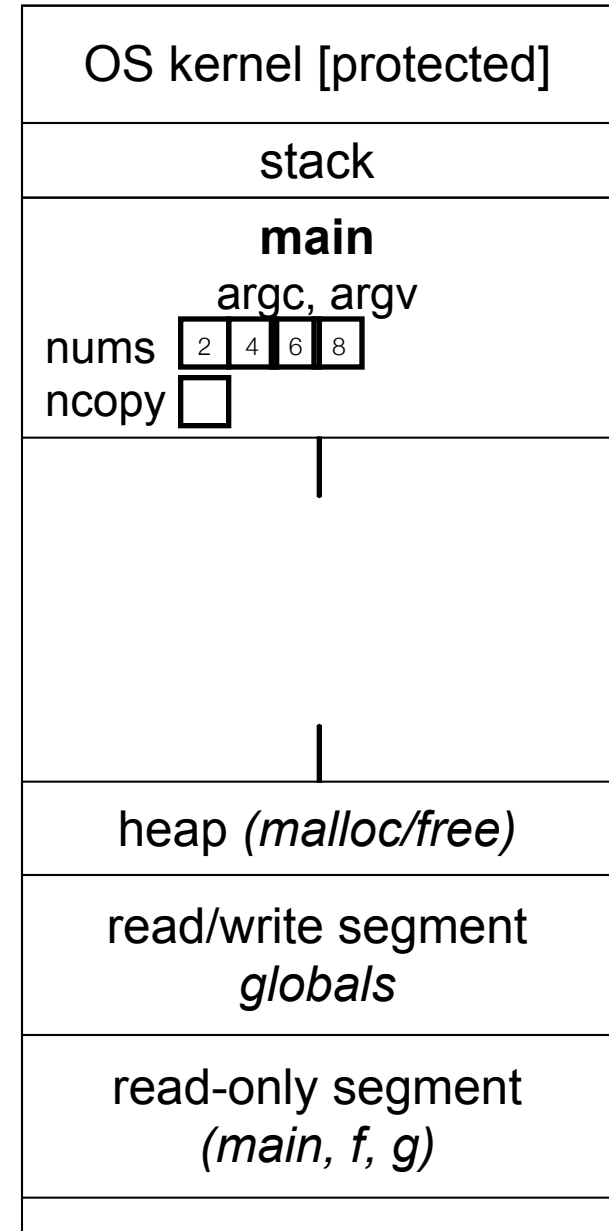 OS kernel [protected]
stack
main
argc, argv
nums 2 4 6 8
ncopy
heap (malloc/free)
read/write segment
globals
read-only segment
(main, f, g)